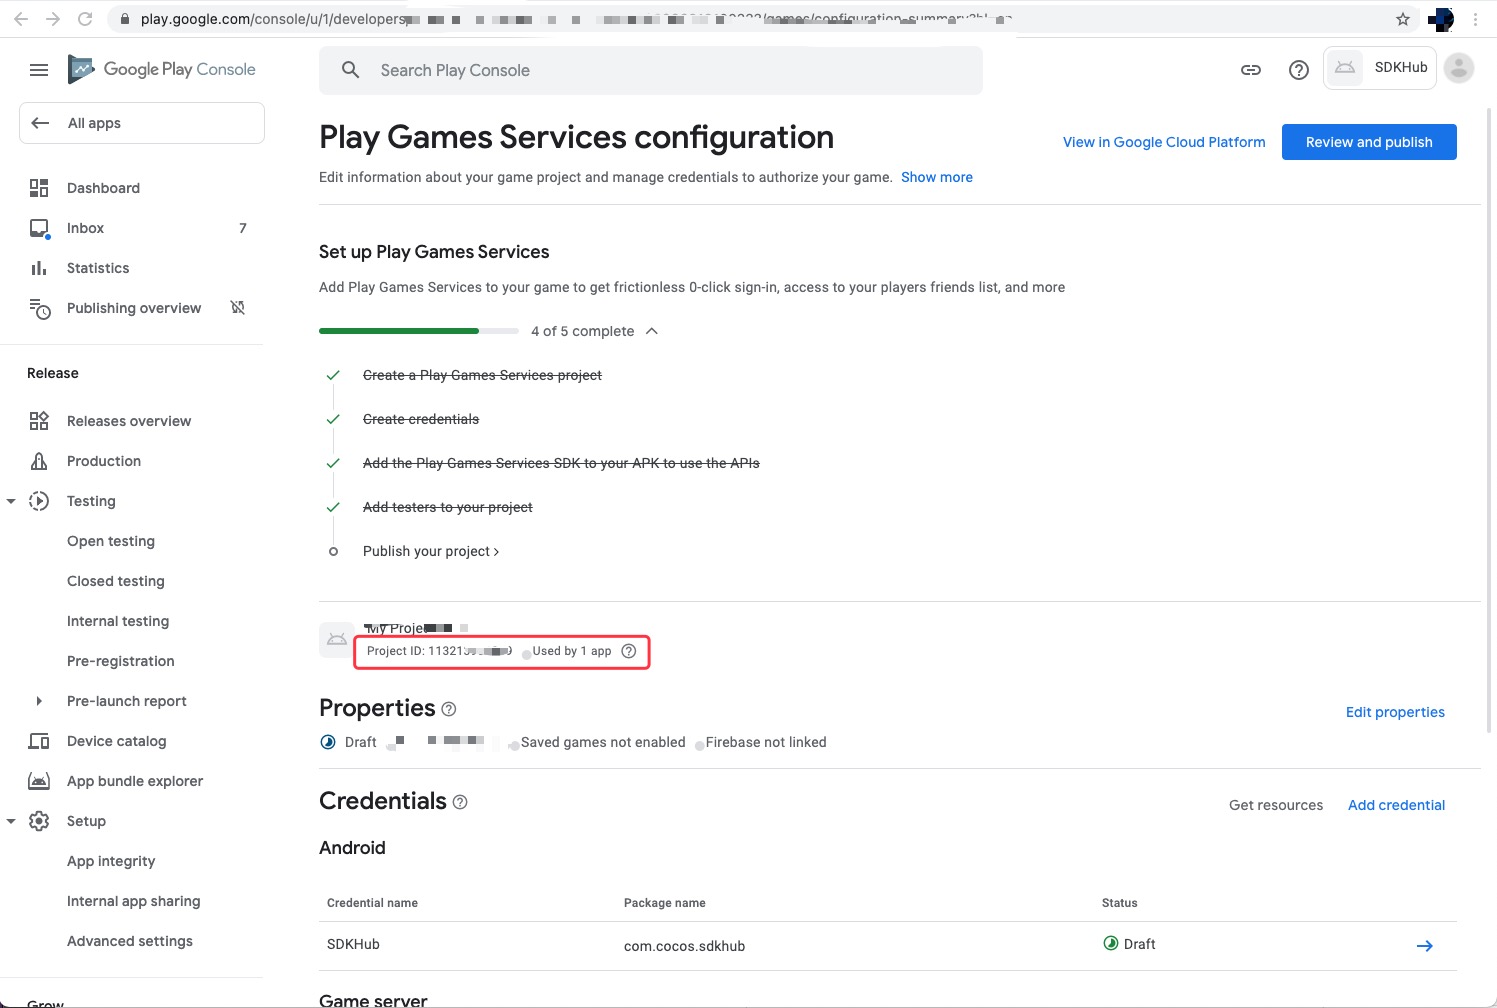 play.google.com/console/u/1/developers
Google Play Console
Search Play Console
SDKHub
All apps
Play Games Services configuration
View in Google Cloud Platform
Review and publish
Edit information about your game project and manage credentials to authorize your game. Show more
Dashboard
Inbox 7
Statistics
Publishing overview
Set up Play Games Services
Add Play Games Services to your game to get frictionless 0-click sign-in, access to your players friends list, and more
4 of 5 complete
Create a Play Games Services project
Create credentials
Add the Play Games Services SDK to your APK to use the APIs
Add testers to your project
Publish your project ›
Release
Releases overview
Production
Testing
Open testing
Closed testing
Internal testing
Pre-registration
Pre-launch report
Device catalog
App bundle explorer
Setup
App integrity
Internal app sharing
Advanced settings
Grow
My
Project ID: Used by 1 app
Properties
Edit properties
Draft Saved games not enabled Firebase not linked
Credentials
Get resources
Add credential
Android
Credential name Package name Status
SDKHub com.cocos.sdkhub Draft
Game server